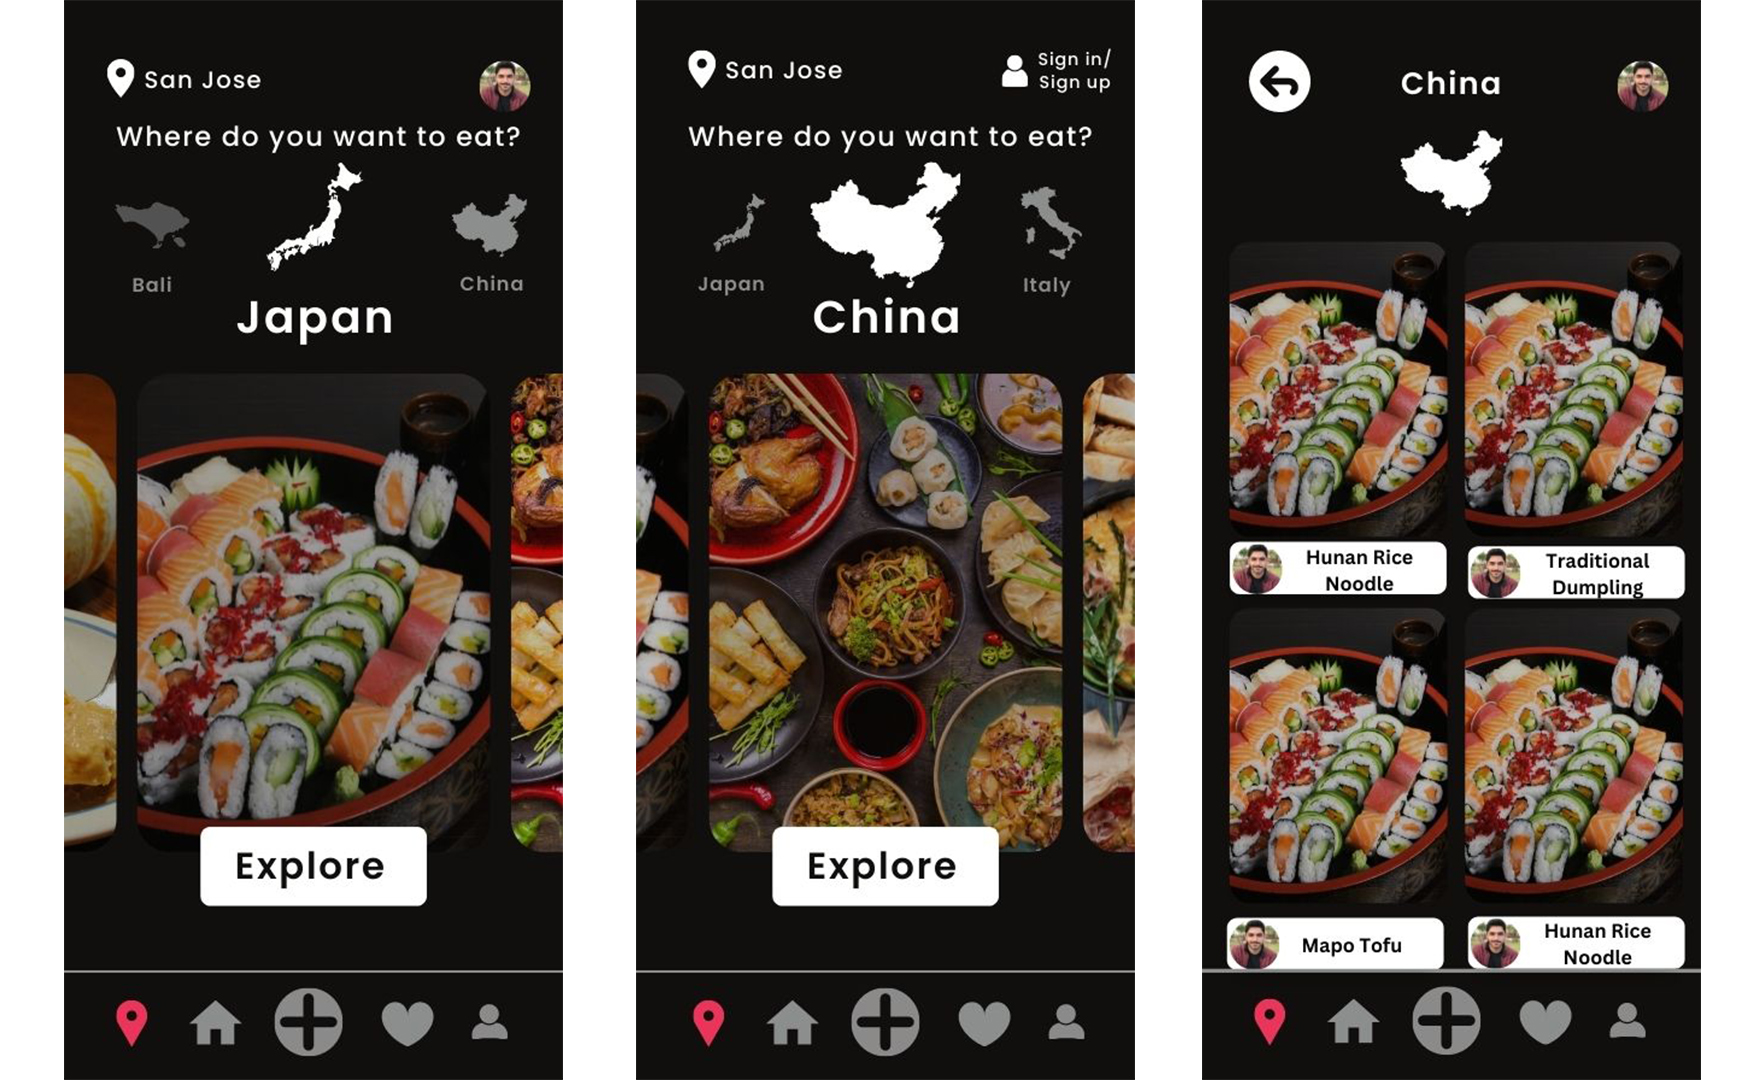 San Jose
Where do you want to eat?
Bali
China
Japan
Explore
San Jose
Sign in/
Sign up
Where do you want to eat?
Japan
Italy
China
Explore
China
Hunan Rice
Noodle
Traditional
Dumpling
Mapo Tofu
Hunan Rice
Noodle